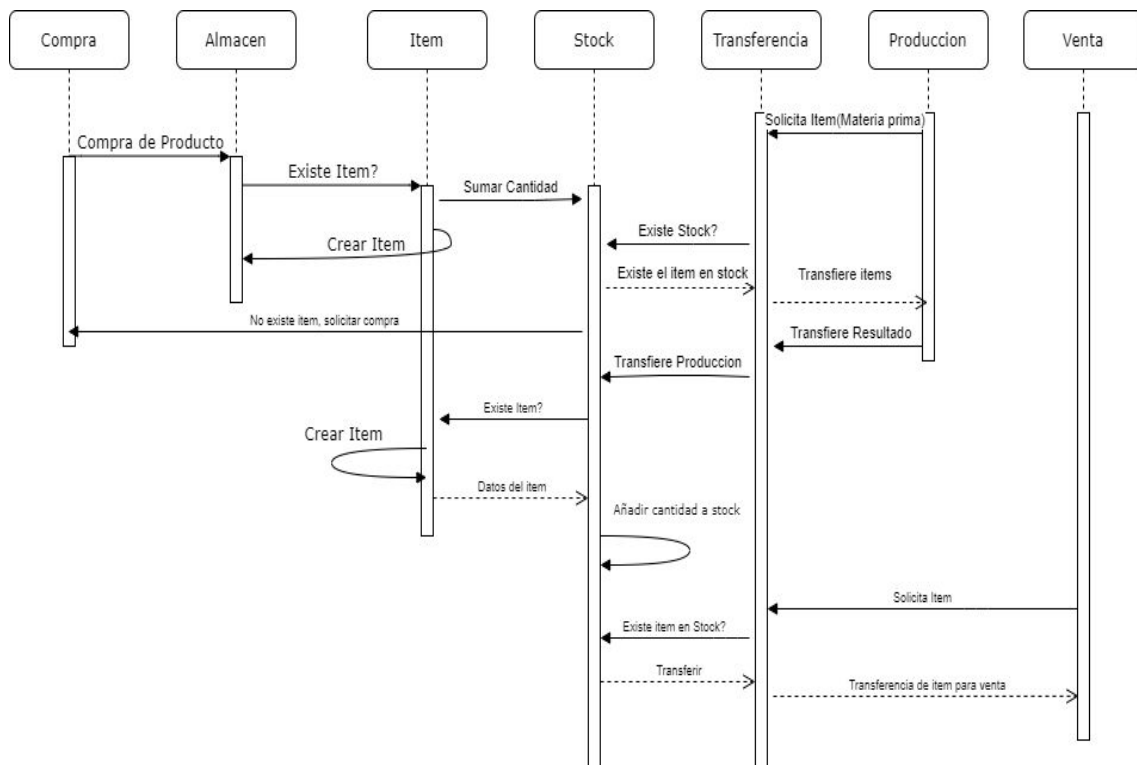 Compra
Almacen
Item
Stock
Transferencia
Produccion
Venta
Solicita Item(Materia prima)
Compra de Producto
Existe Item?
Sumar Cantidad
Existe Stock?
Crear Item
Existe el item en stock
Transfiere items
No existe item, solicitar compra
Transfiere Resultado
Transfiere Produccion
Existe Item?
Crear Item
Datos del item
Añadir cantidad a stock
Solicita Item
Existe item en Stock?
Transferir
Transferencia de item para venta